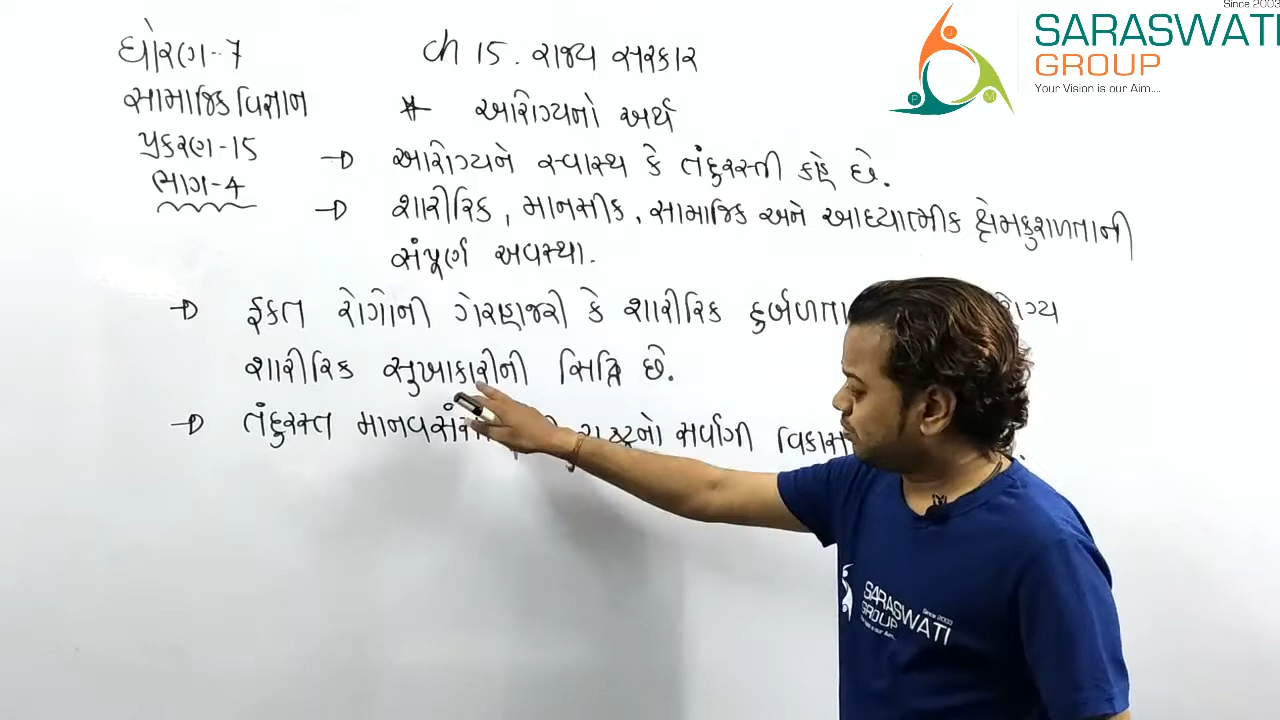 ધોરણ-7
સામાજિક વિજ્ઞાન
પ્રકરણ-15
ભાગ-4
ch 15. રાજ્ય સરકાર
* આરોગ્યનો અર્થ
→ આરોગ્યને સ્વાસ્થ કે તંદુરસ્તી કહે છે.
→ શારીરિક, માનસીક, સામાજિક અને આધ્યાત્મીક ક્ષેમકુશળતાની
સંપૂર્ણ અવસ્થા.
→ ફકત રોગોની ગેરહાજરી કે શારીરિક દુર્બળતા
શારીરિક સુખાકારીની છે.
→ તંદુરસ્ત સર્વાંગી
Since 2003
SARASWATI
GROUP
Your Vision is our Aim....
J
P
M
Since 2003
SARASWATI
GROUP